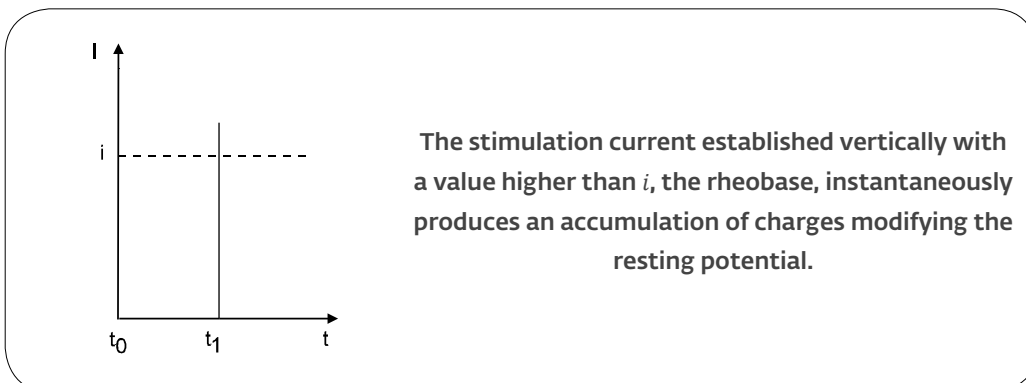 I
i
t0
t1
t
The stimulation current established vertically with
a value higher than i, the rheobase, instantaneously
produces an accumulation of charges modifying the
resting potential.